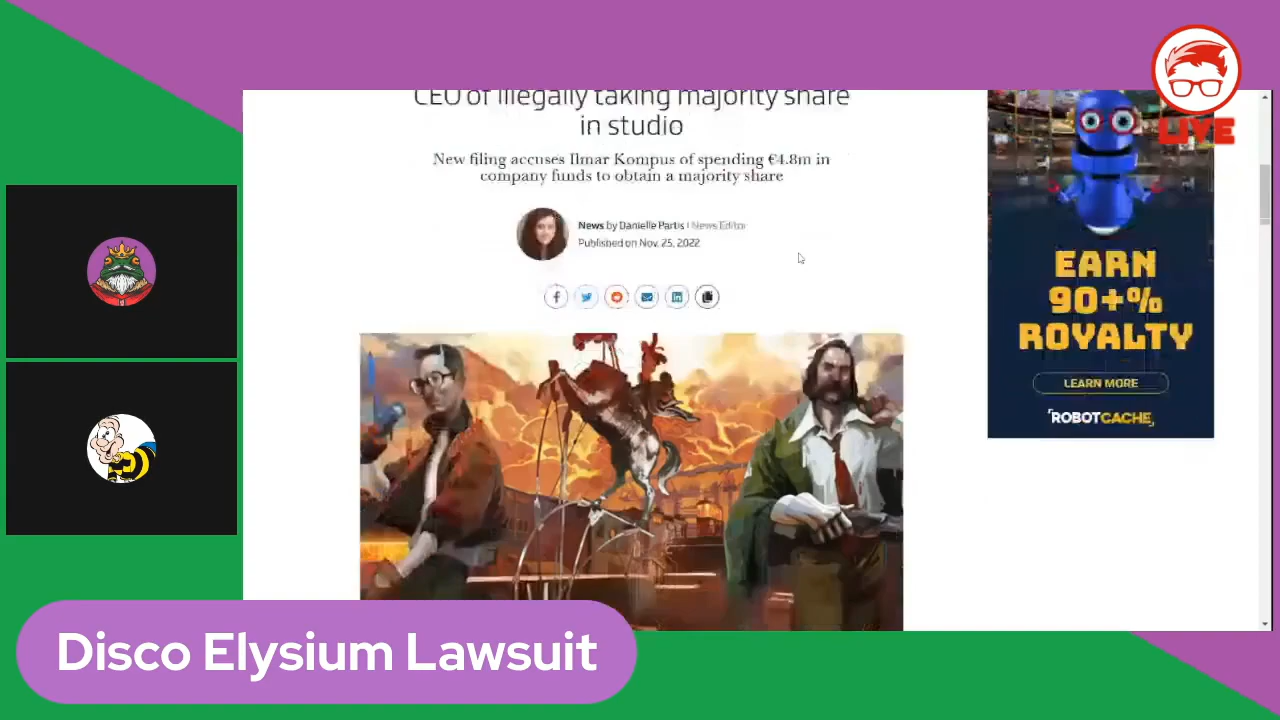 LIVE
CEO of illegally taking majority share
in studio
New filing accuses Ilmar Kompus of spending €4.8m in
company funds to obtain a majority share
News by Danielle Partis | News Editor
Published on Nov. 25, 2022
EARN
90+%
ROYALTY
LEARN MORE
ROBOTCACHE
Disco Elysium Lawsuit